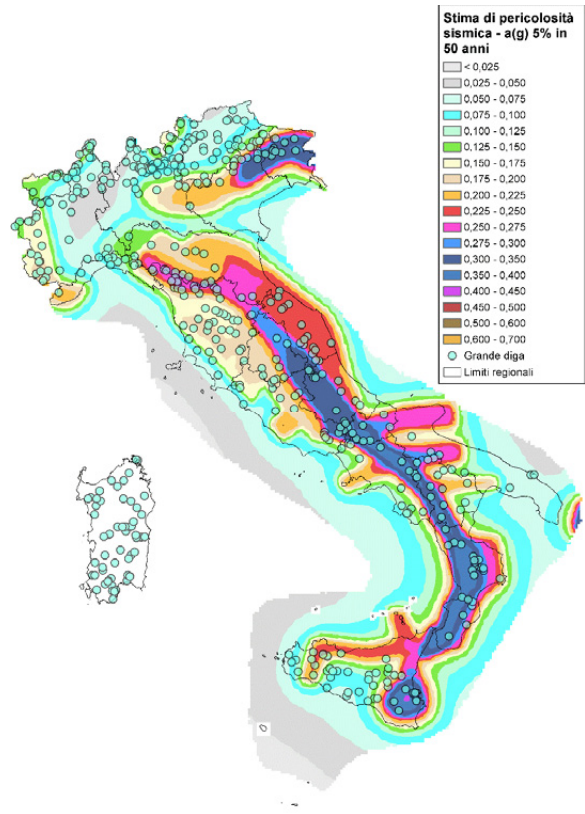 Stima di pericolosità
sismica - a(g) 5% in
50 anni
< 0,025
0,025 - 0,050
0,050 - 0,075
0,075 - 0,100
0,100 - 0,125
0,125 - 0,150
0,150 - 0,175
0,175 - 0,200
0,200 - 0,225
0,225 - 0,250
0,250 - 0,275
0,275 - 0,300
0,300 - 0,350
0,350 - 0,400
0,400 - 0,450
0,450 - 0,500
0,500 - 0,600
0,600 - 0,700
Grande diga
Limiti regionali